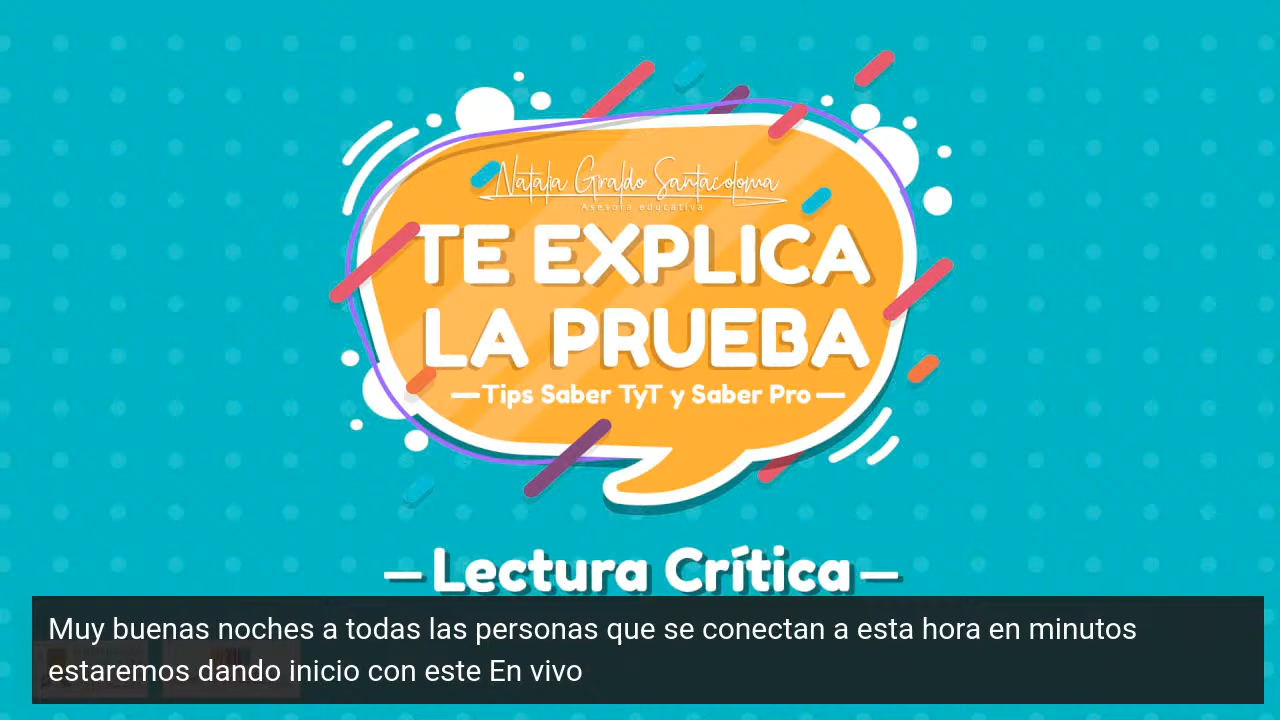 Natalia Giraldo Santacoloma
Asesora educativa
TE EXPLICA
LA PRUEBA
—Tips Saber TyT y Saber Pro—
—Lectura Crítica—
Muy buenas noches a todas las personas que se conectan a esta hora en minutos
estaremos dando inicio con este En vivo